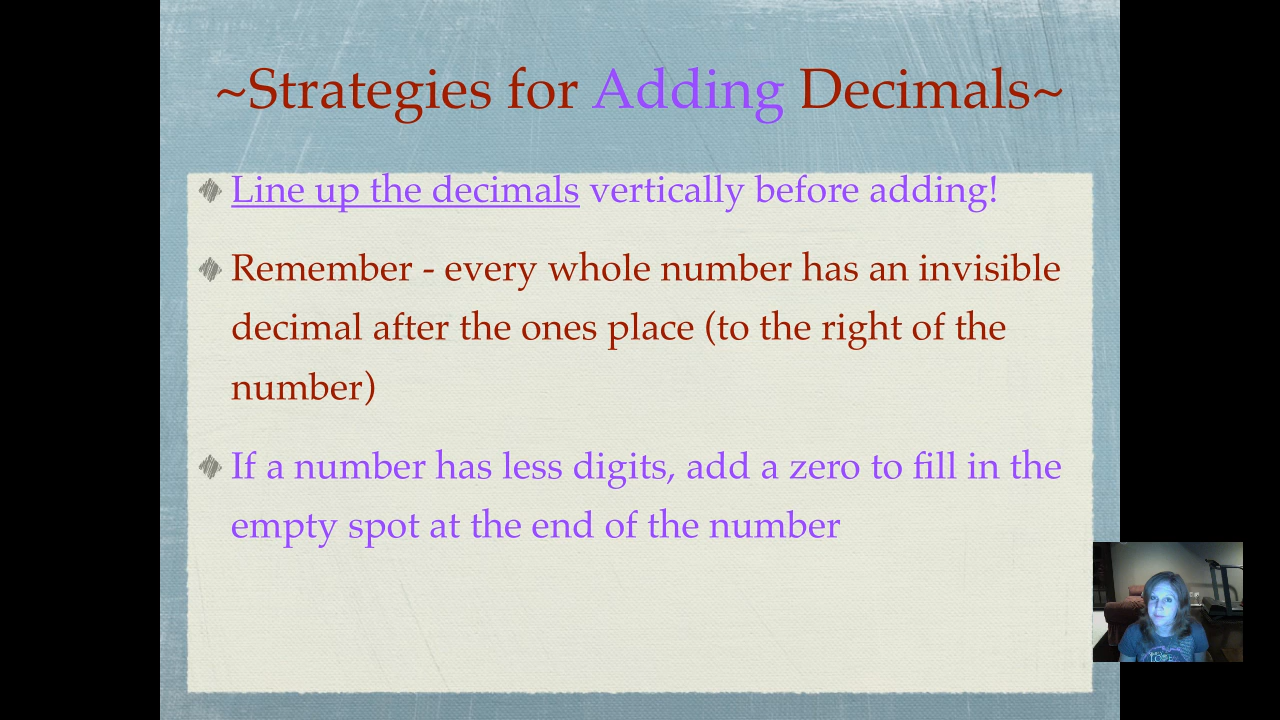 ~Strategies for Adding Decimals~
Line up the decimals vertically before adding!
Remember - every whole number has an invisible
decimal after the ones place (to the right of the
number)
If a number has less digits, add a zero to fill in the
empty spot at the end of the number